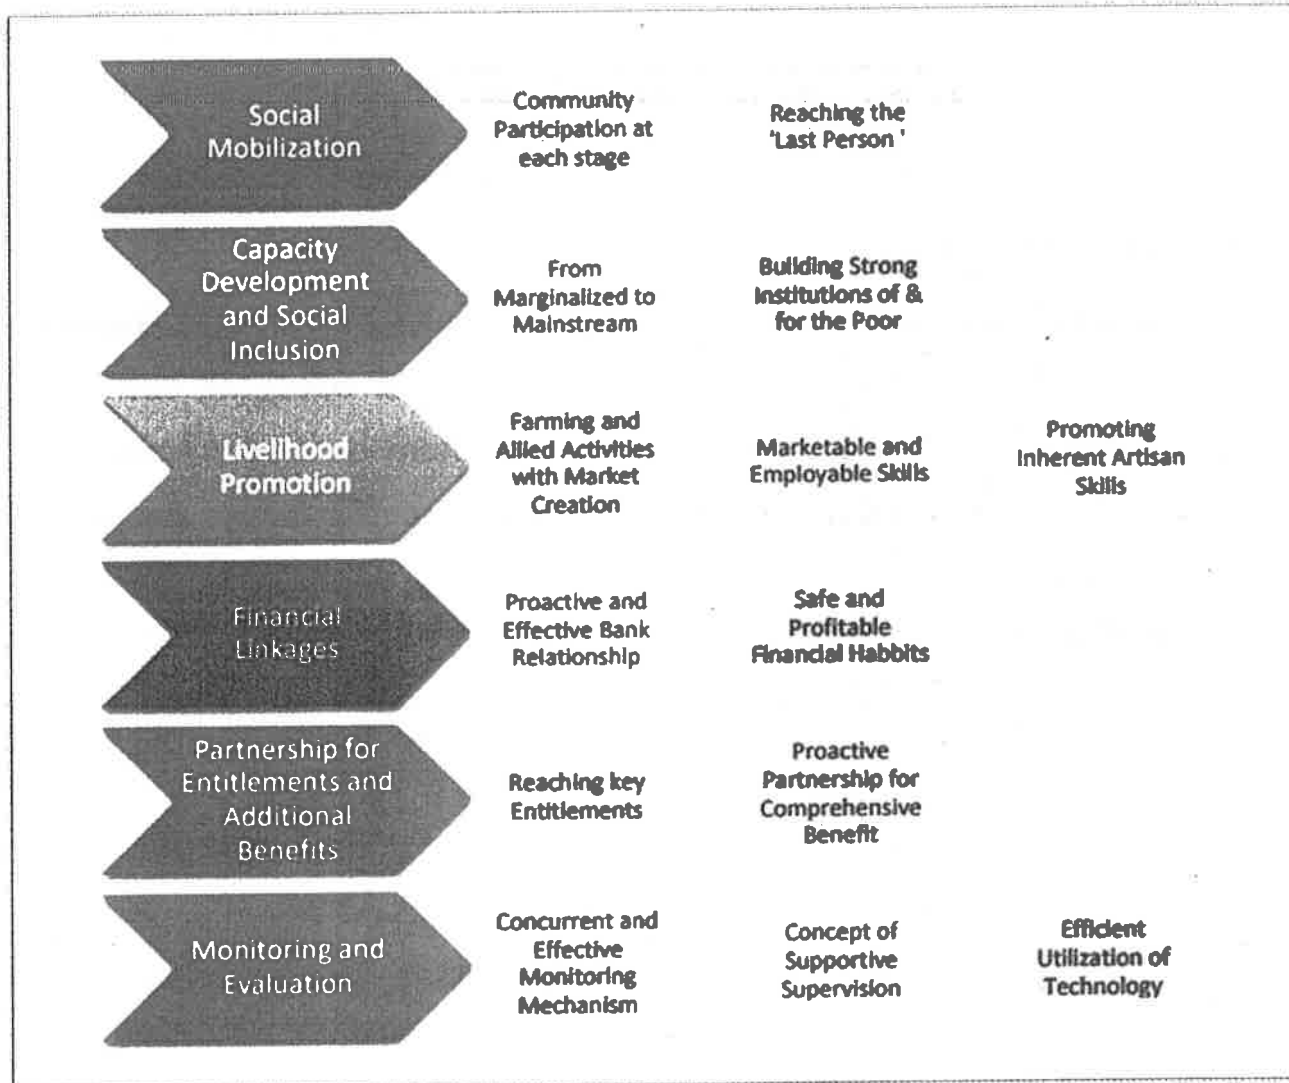 Social
Mobilization
Community
Participation at
each stage
Reaching the
'Last Person '
Capacity
Development
and Social
Inclusion
From
Marginalized to
Mainstream
Building Strong
Institutions of &
for the Poor
Livelihood
Promotion
Farming and
Allied Activities
with Market
Creation
Marketable and
Employable Skills
Promoting
Inherent Artisan
Skills
Financial
Linkages
Proactive and
Effective Bank
Relationship
Safe and
Profitable
Financial Habbits
Partnership for
Entitlements and
Additional
Benefits
Reaching key
Entitlements
Proactive
Partnership for
Comprehensive
Benefit
Monitoring and
Evaluation
Concurrent and
Effective
Monitoring
Mechanism
Concept of
Supportive
Supervision
Efficient
Utilization of
Technology